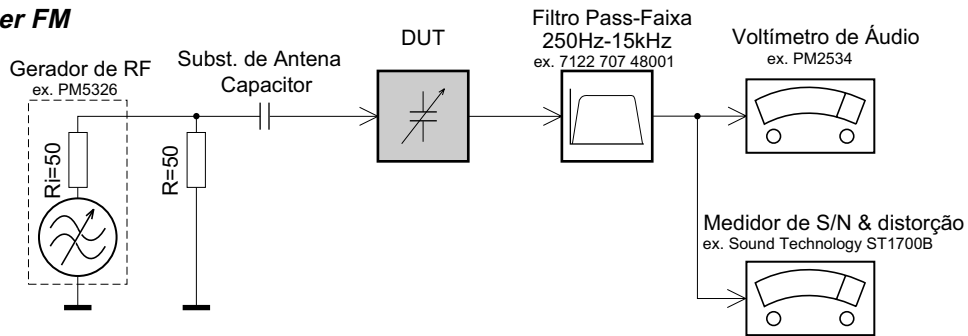 er FM
Gerador de RF
ex. PM5326
Ri=50
R=50
Subst. de Antena
Capacitor
DUT
Filtro Pass-Faixa
250Hz-15kHz
ex. 7122 707 48001
Voltímetro de Áudio
ex. PM2534
Medidor de S/N & distorção
ex. Sound Technology ST1700B